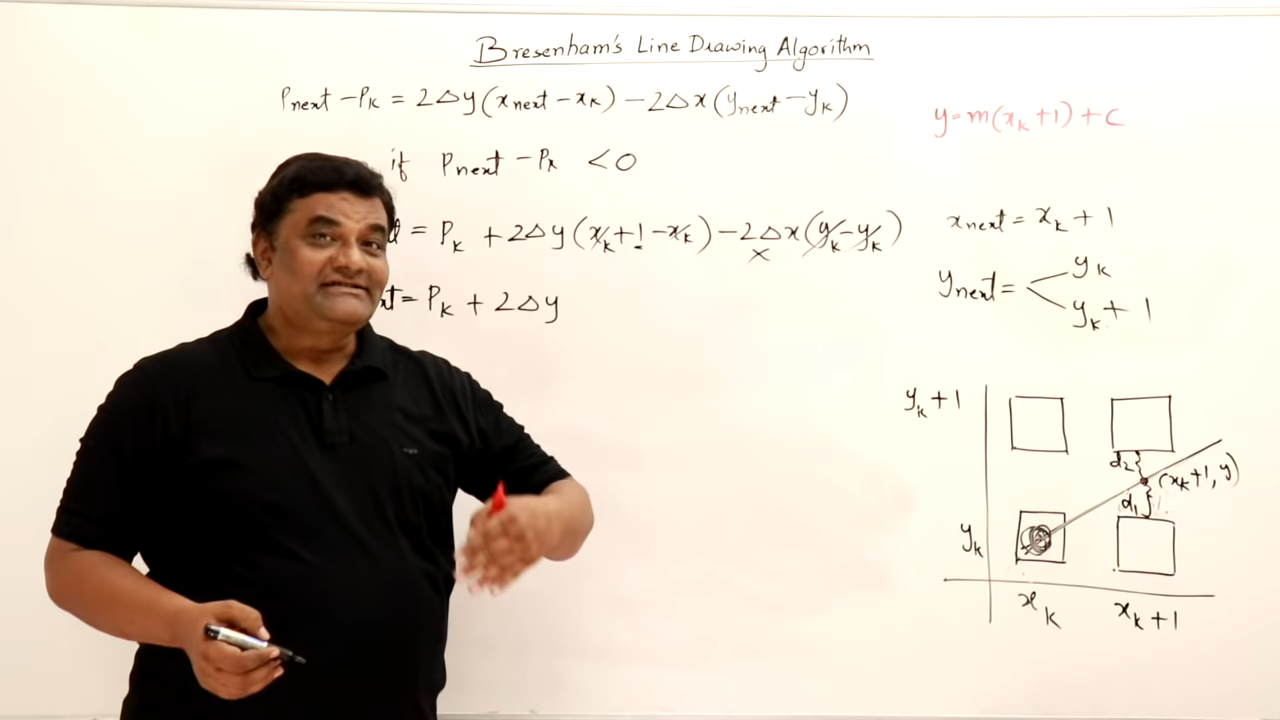 Bresenham's Line Drawing Algorithm
Pnext - Pk = 2Δy(xnext - xk) - 2Δx(ynext - yk)
y=m(xk+1)+C
if Pnext - Pk <0
= Pk + 2Δy(xk+1-xk) - 2Δx(yk-yk)
x
xnext = xk + 1
ynext = yk
yk + 1
xt = Pk + 2Δy
yk+1
d2 (xk+1, y)
d1
yk
xk xk+1